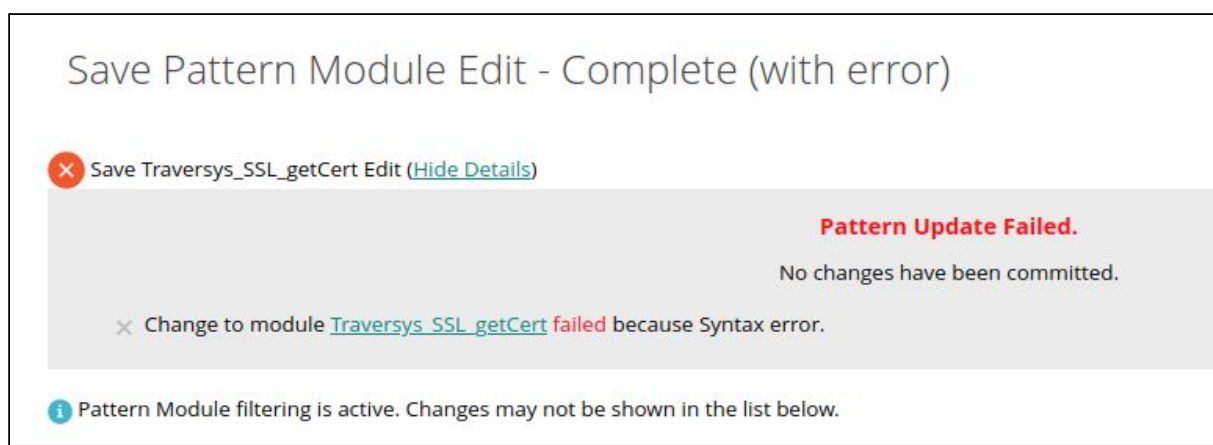 Save Pattern Module Edit - Complete (with error)
Save Traversys_SSL_getCert Edit (Hide Details)
Pattern Update Failed.
No changes have been committed.
Change to module Traversys_SSL_getCert failed because Syntax error.
Pattern Module filtering is active. Changes may not be shown in the list below.